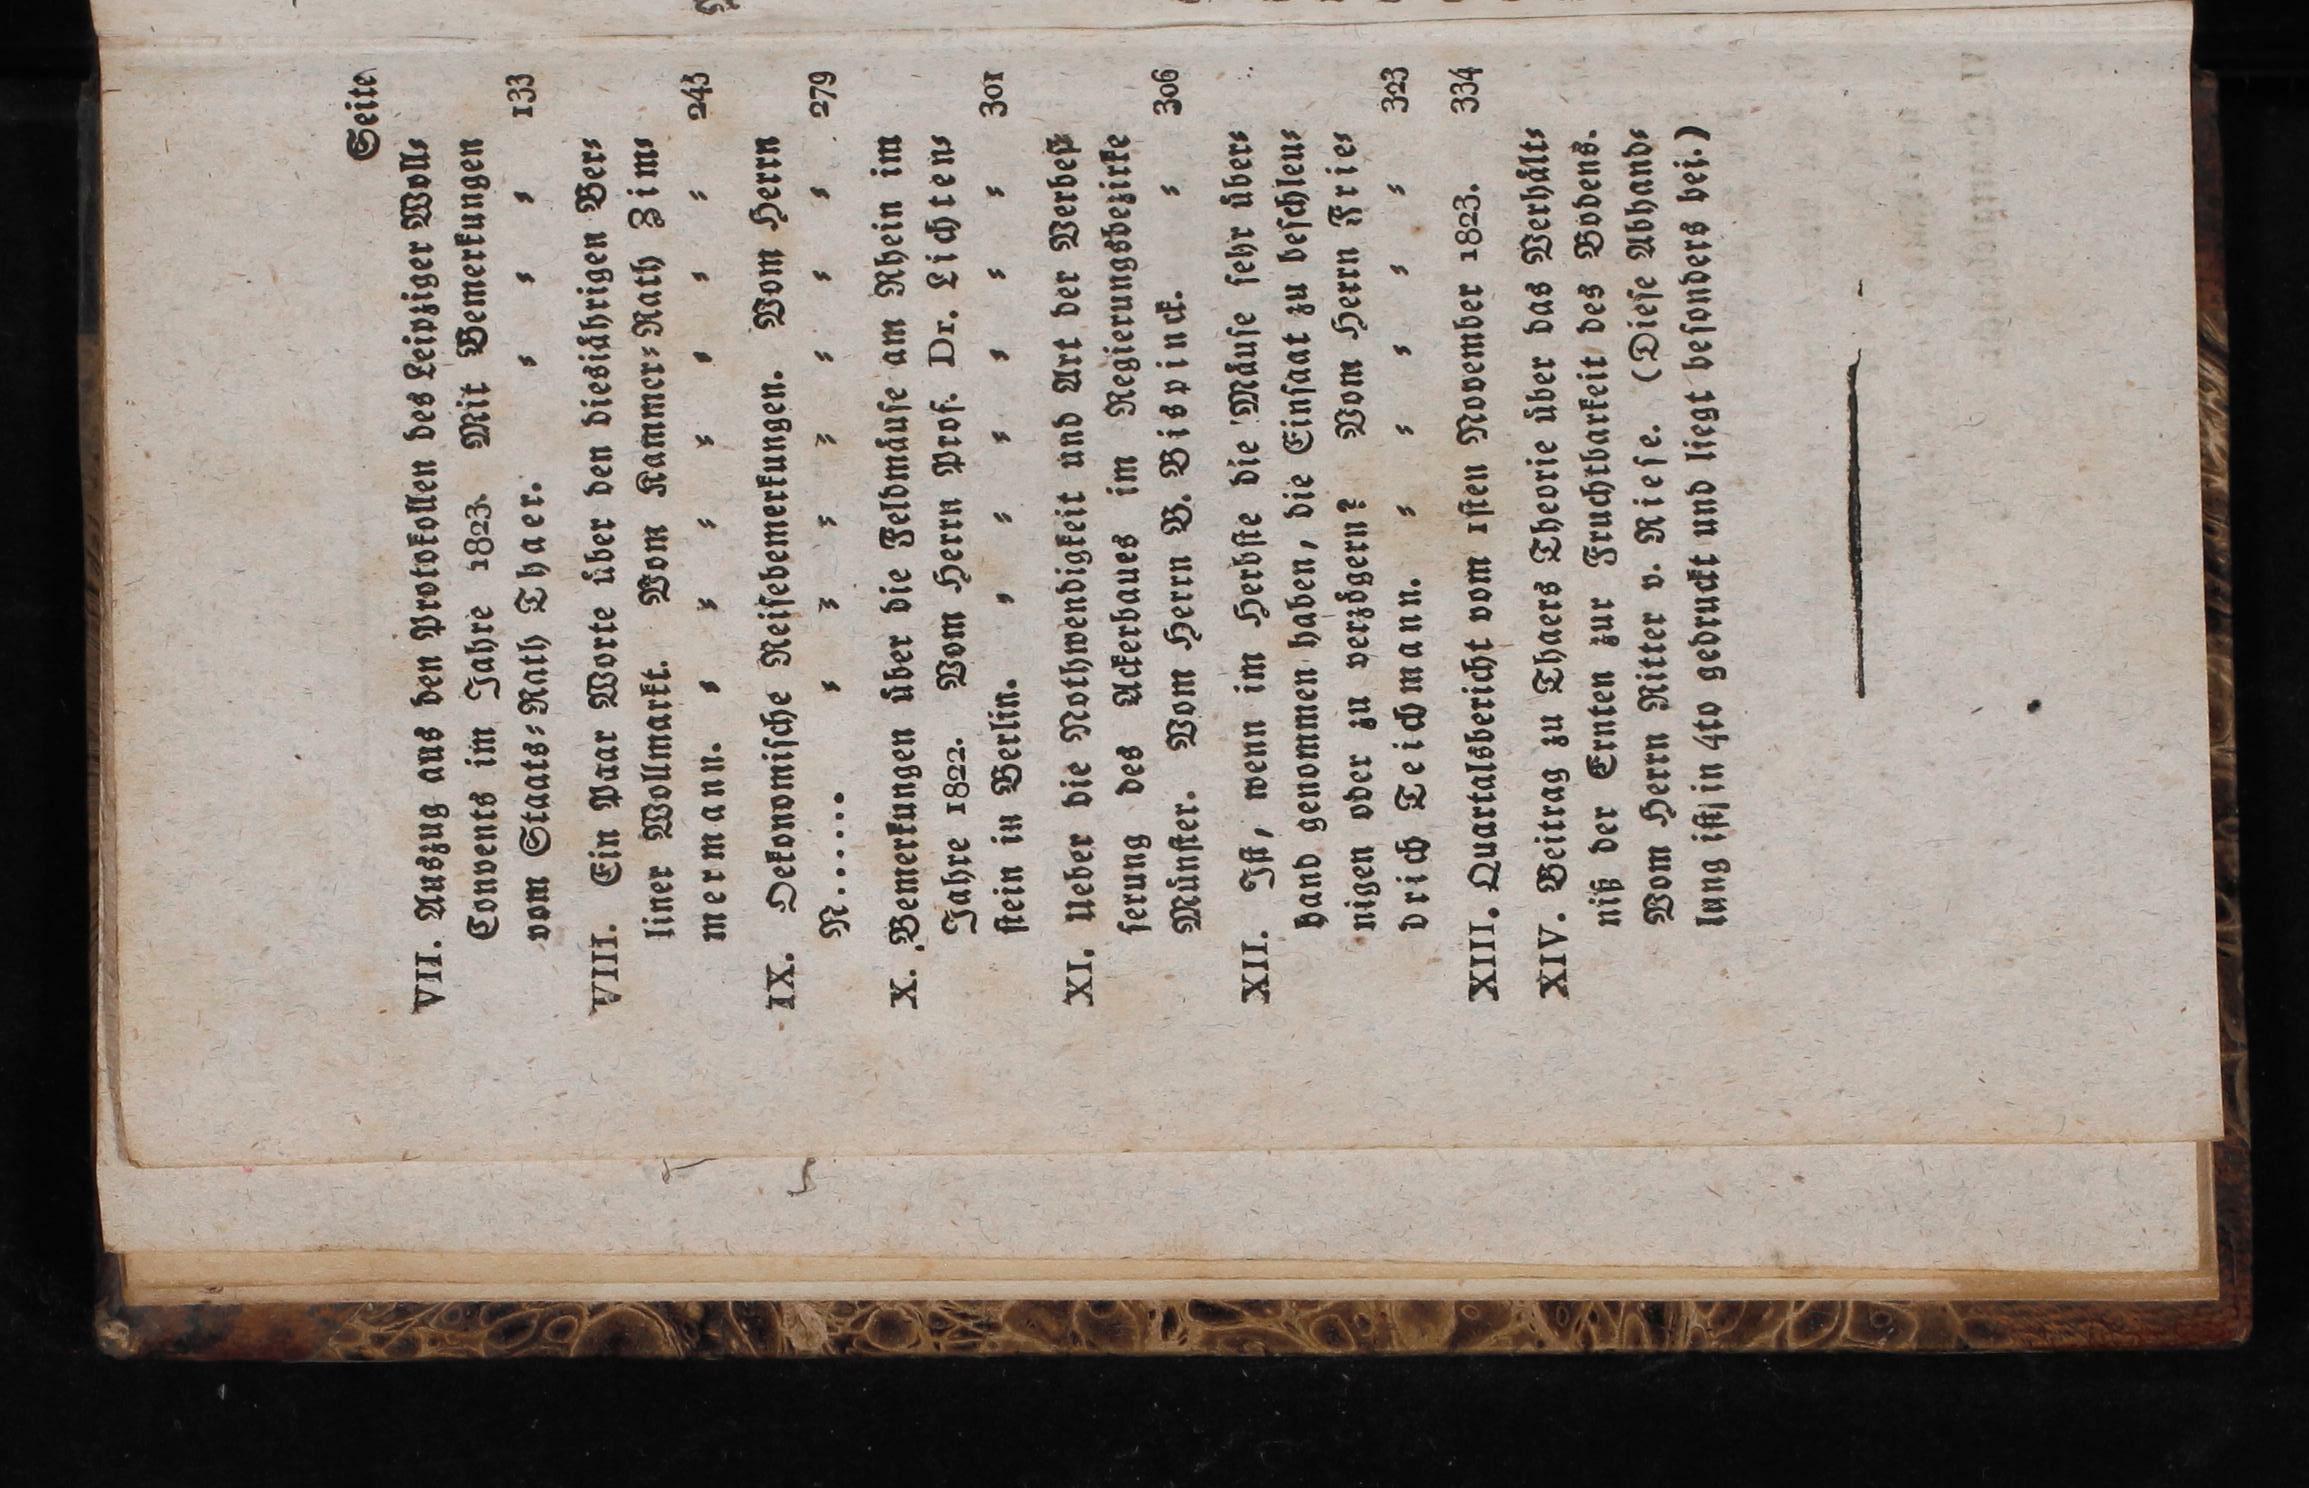 Seite
VII. Auszug aus den Protokollen des Leipziger Woll⸗
Convents im Jahre 1823. Mit Bemerkungen
vom Staats⸗Rath Thaer. ⸗ ⸗ ⸗ 133
VIII. Ein Paar Worte über den diesjährigen Ber⸗
liner Wollmarkt. Vom Kammer⸗Rath Zim⸗
mermann. ⸗ ⸗ ⸗ ⸗ ⸗ ⸗ ⸗ 243
IX. Oekonomische Reisebemerkungen. Vom Herrn
R...... ⸗ ⸗ ⸗ ⸗ ⸗ ⸗ ⸗ 279
X. Bemerkungen über die Feldmäuse am Rhein im
Jahre 1822. Vom Herrn Prof. Dr. Lichten⸗
stein in Berlin. ⸗ ⸗ ⸗ ⸗ ⸗ ⸗ 301
XI. Ueber die Nothwendigkeit und Art der Verbes⸗
serung des Ackerbaues im Regierungsbezirke
Münster. Vom Herrn B. Bispinck. ⸗ 306
XII. Ist, wenn im Herbste die Mäuse sehr über⸗
hand genommen haben, die Einsaat zu beschleu⸗
nigen oder zu verzögern? Vom Herrn Frie⸗
drich Teichmann. ⸗ ⸗ ⸗ ⸗ ⸗ 323
XIII. Quartalsbericht vom 1sten November 1823. 334
XIV. Beitrag zu Thaers Theorie über das Verhält⸗
niß der Ernten zur Fruchtbarkeit des Bodens.
Vom Herrn Ritter v. Riese. (Diese Abhand⸗
lung ist in 4to gedruckt und liegt besonders bei.)